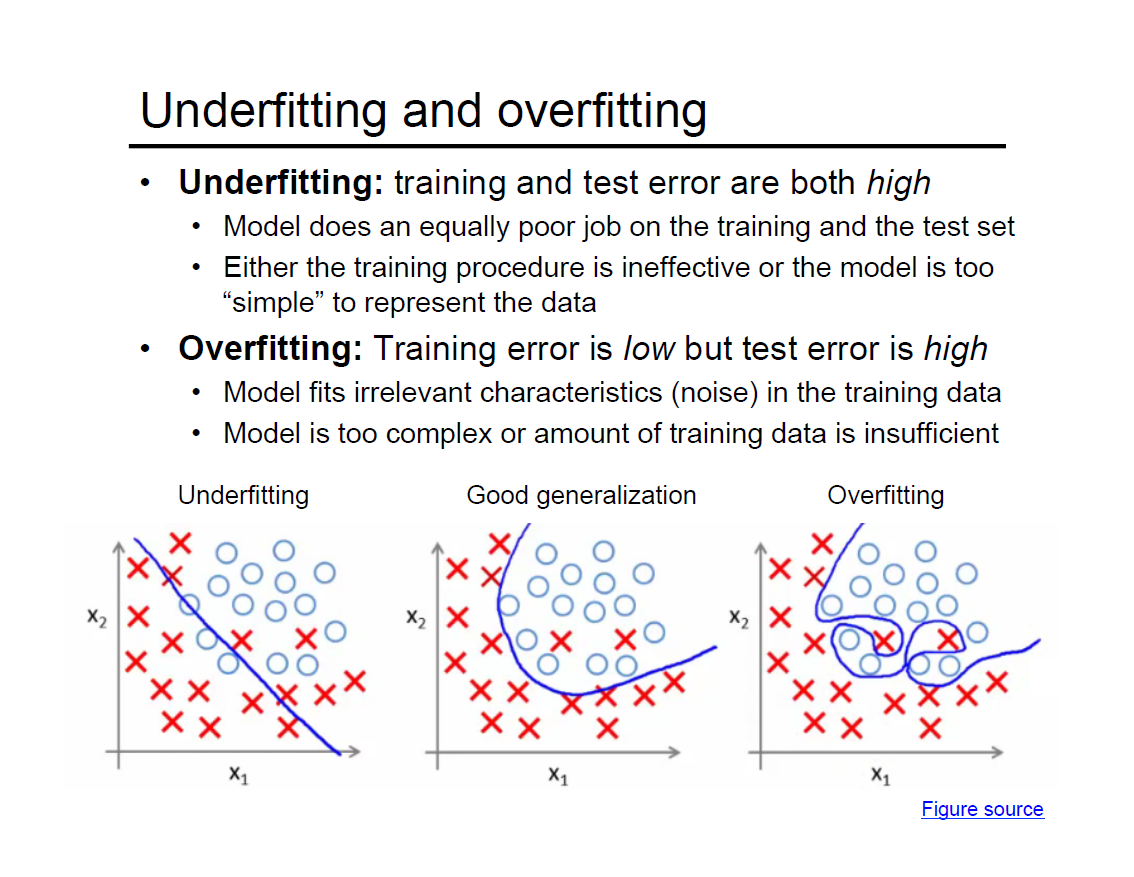 Underfitting and overfitting
• Underfitting: training and test error are both high
• Model does an equally poor job on the training and the test set
• Either the training procedure is ineffective or the model is too
“simple” to represent the data
• Overfitting: Training error is low but test error is high
• Model fits irrelevant characteristics (noise) in the training data
• Model is too complex or amount of training data is insufficient
Underfitting
Good generalization
Overfitting
x₂
x₁
x₂
x₁
x₂
x₁
Figure source